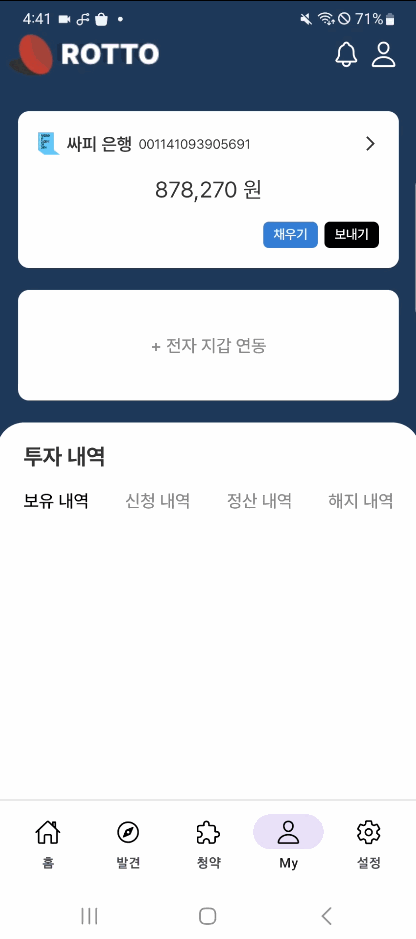 4:41 71%
ROTTO
싸피 은행 001141093905691
878,270 원
채우기 보내기
+ 전자 지갑 연동
투자 내역
보유 내역 신청 내역 정산 내역 해지 내역
홈 발견 청약 My 설정